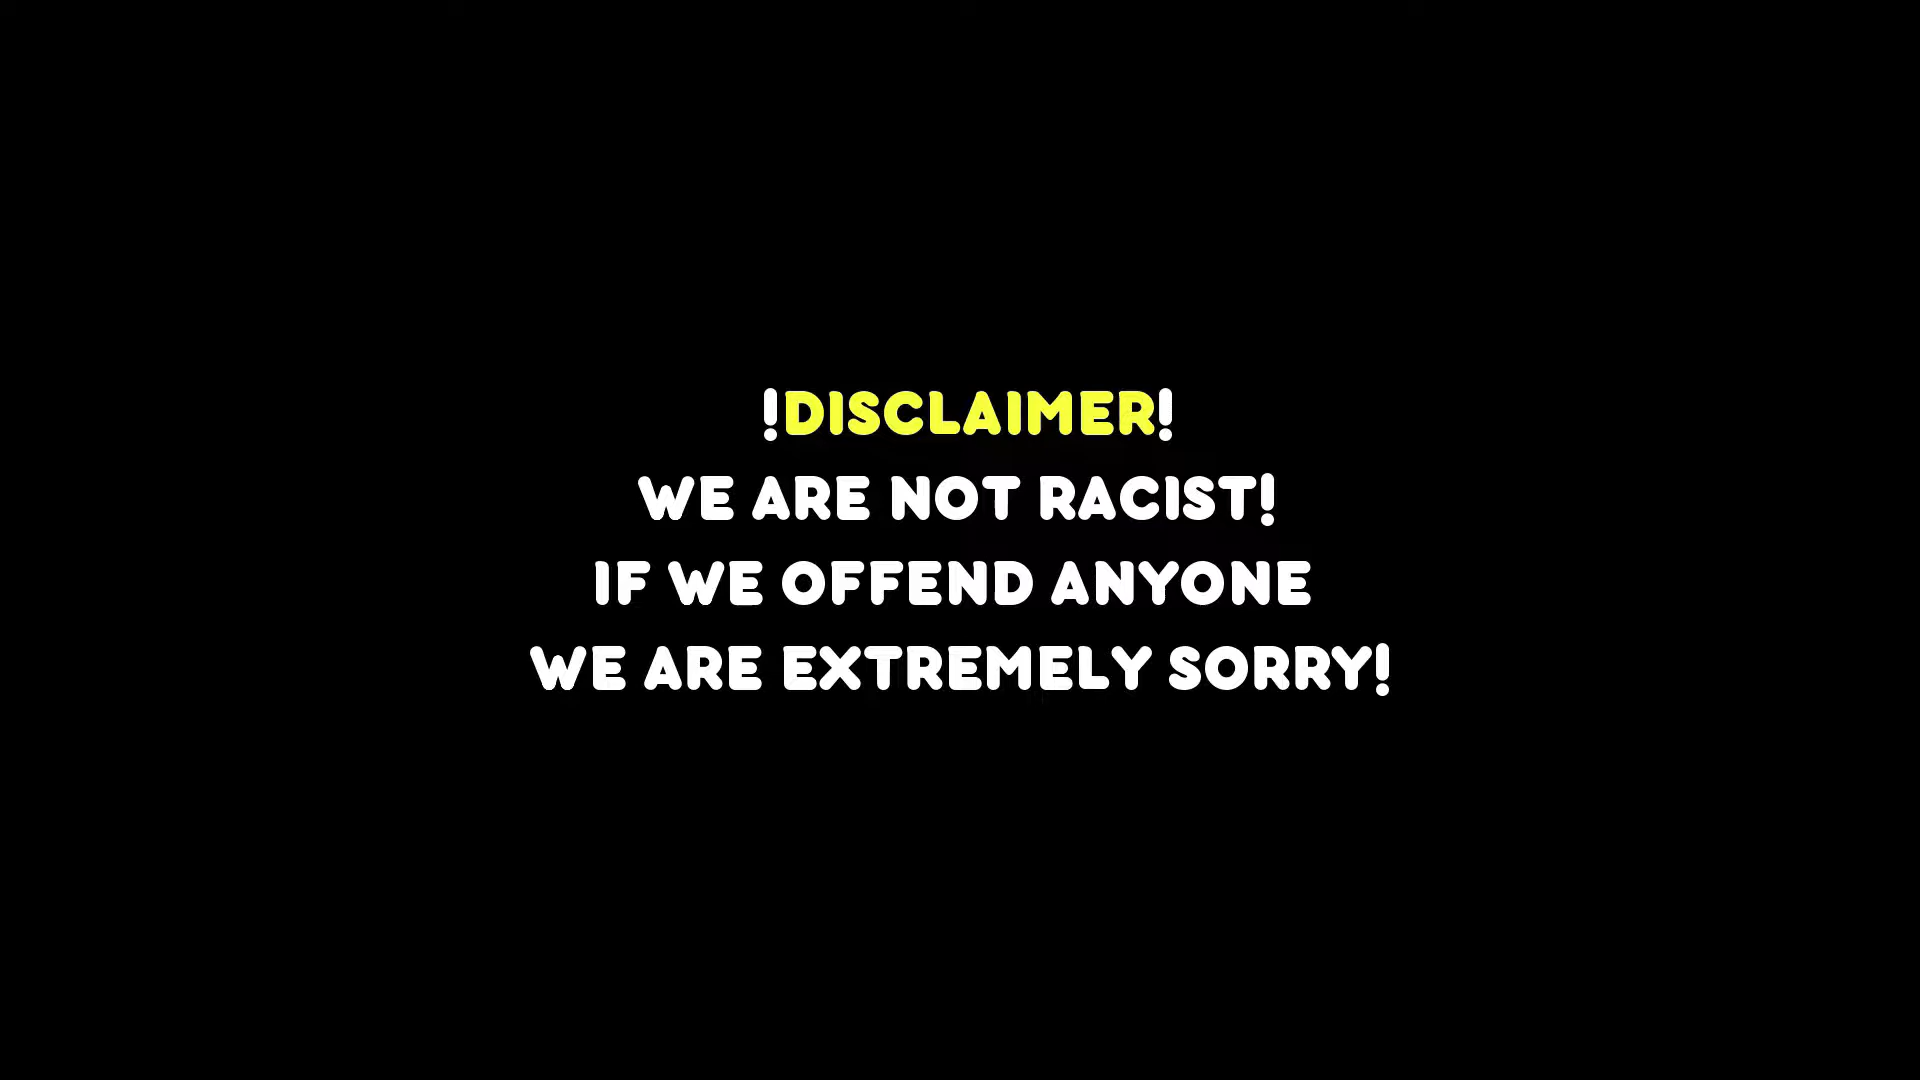 !DISCLAIMER!
WE ARE NOT RACIST!
IF WE OFFEND ANYONE
WE ARE EXTREMELY SORRY!